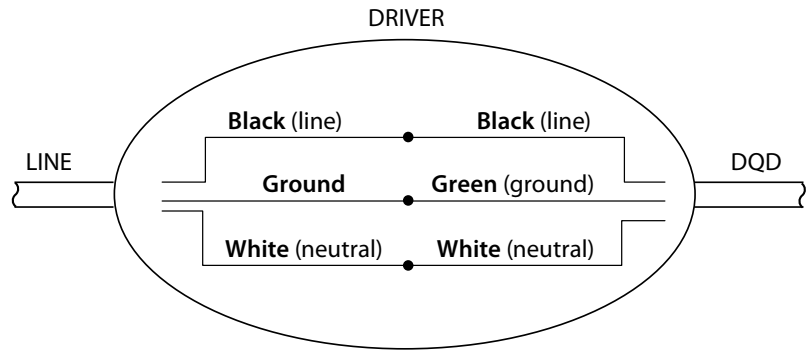 DRIVER
Black (line) Black (line)
LINE DQD
Ground Green (ground)
White (neutral) White (neutral)